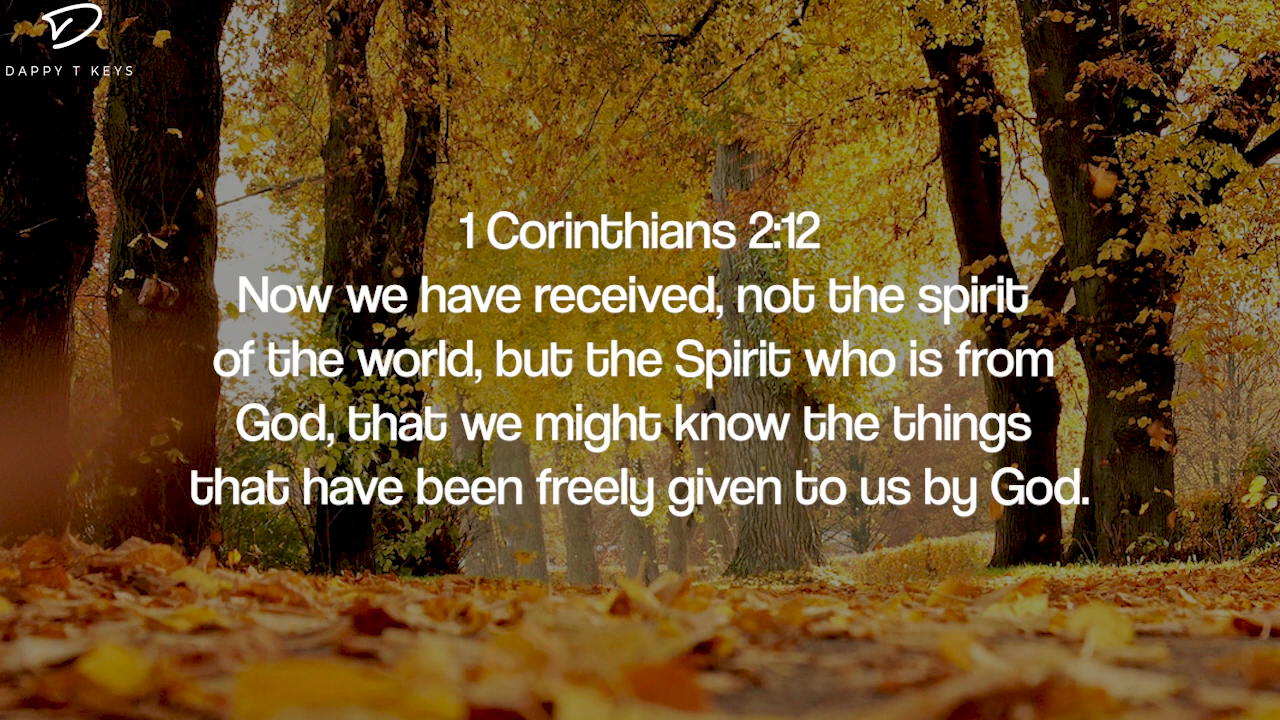 DAPPY T KEYS
1 Corinthians 2:12
Now we have received, not the spirit
of the world, but the Spirit who is from
God, that we might know the things
that have been freely given to us by God.